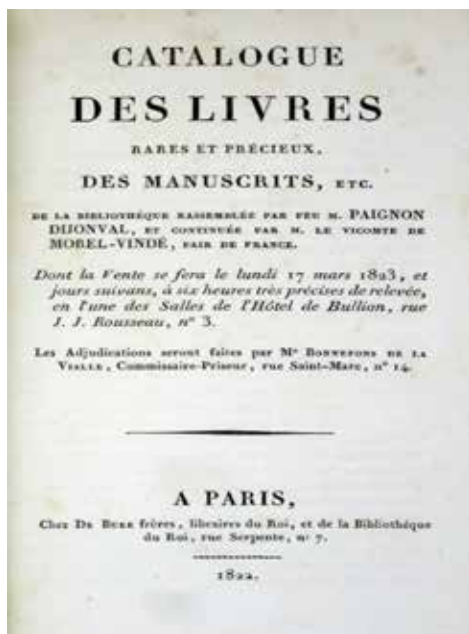 CATALOGUE
DES LIVRES
RARES ET PRÉCIEUX,
DES MANUSCRITS, ETC.
DE LA BIBLIOTHÉQUE RASSEMBLÉE PAR FEU M. PAIGNON
DIJONVAL, ET CONTINUÉE PAR M. LE VICOMTE DE
MOREL-VINDÉ, PAIR DE FRANCE.
Dont la Vente se fera le lundi 17 mars 1823, et
jours suivans, à six heures très précises de relevée,
en l'une des Salles de l'Hôtel de Bullion, rue
J. J. Rousseau, nº 3.
Les Adjudications seront faites par Mᵉ BONNEFONS DE LA
VIALLE, Commissaire-Priseur, rue Saint-Marc, nº 14.
A PARIS,
Chez DE BURE frères, libraires du Roi, et de la Bibliothéque
du Roi, rue Serpente, nº 7.
1822.